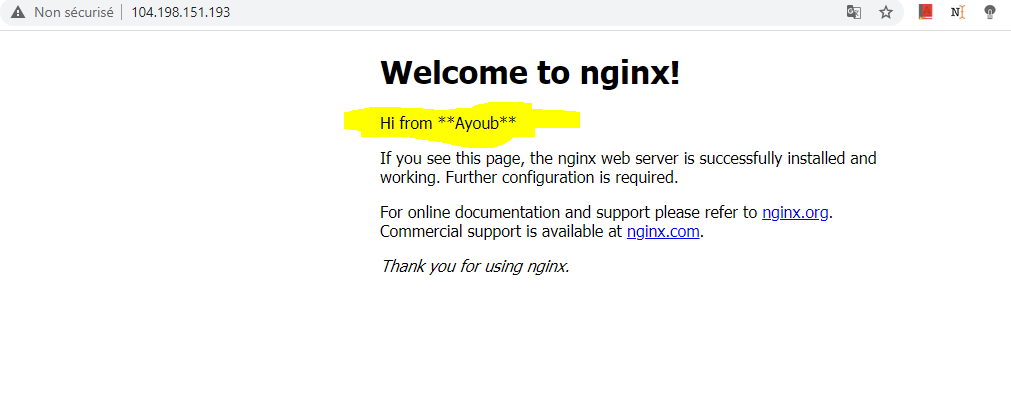 Non sécurisé 104.198.151.193
Welcome to nginx!
Hi from **Ayoub**
If you see this page, the nginx web server is successfully installed and
working. Further configuration is required.
For online documentation and support please refer to nginx.org.
Commercial support is available at nginx.com.
Thank you for using nginx.